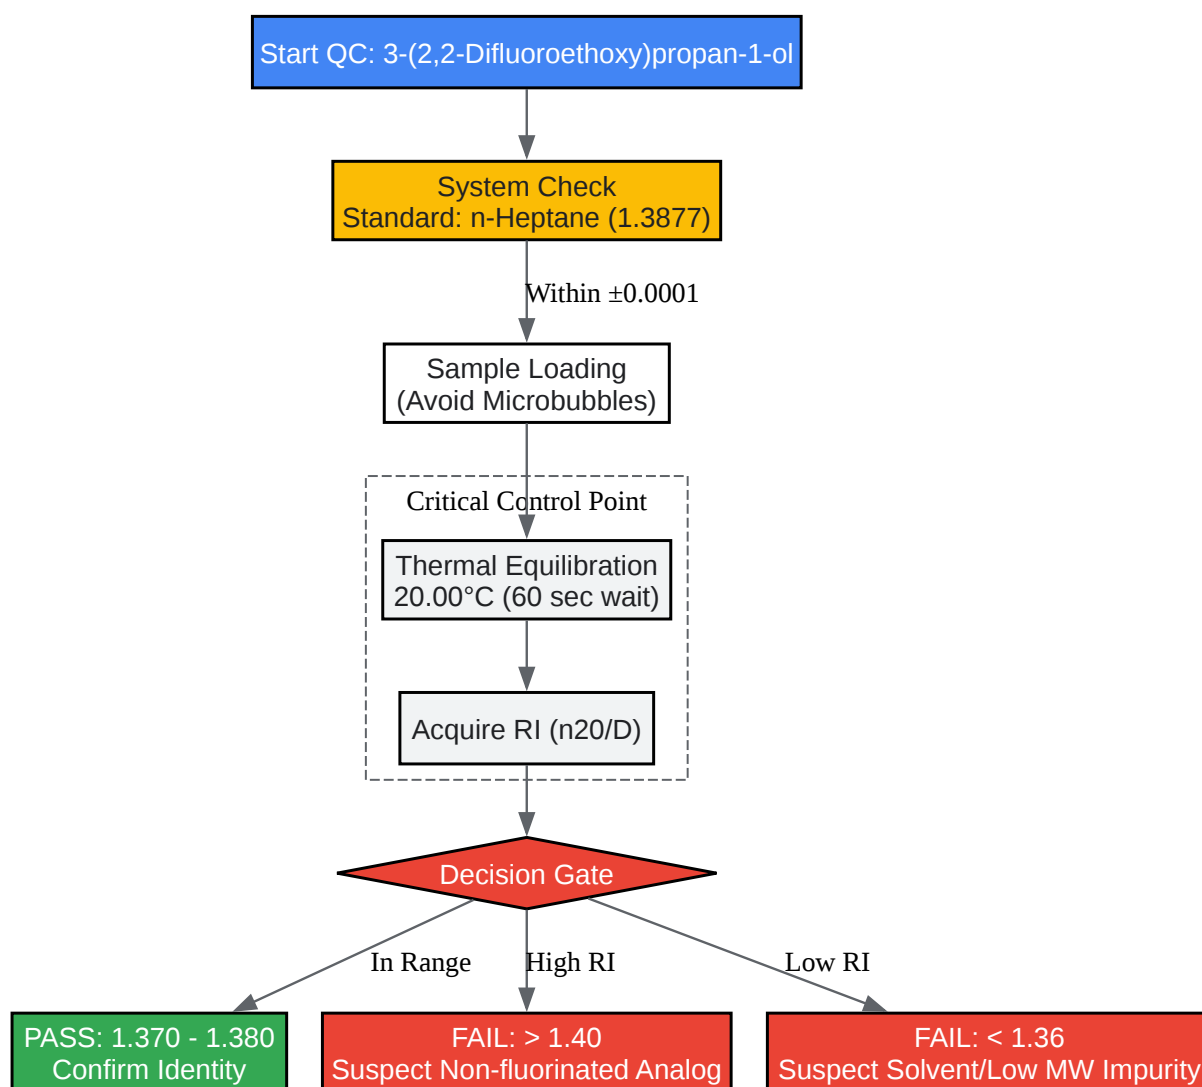 Start QC: 3-(2,2-Difluoroethoxy)propan-1-ol
System Check
Standard: n-Heptane (1.3877)
Within ±0.0001
Sample Loading
(Avoid Microbubbles)
Critical Control Point
Thermal Equilibration
20.00°C (60 sec wait)
Acquire RI (n20/D)
Decision Gate
In Range
High RI
Low RI
PASS: 1.370 - 1.380
Confirm Identity
FAIL: > 1.40
Suspect Non-fluorinated Analog
FAIL: < 1.36
Suspect Solvent/Low MW Impurity